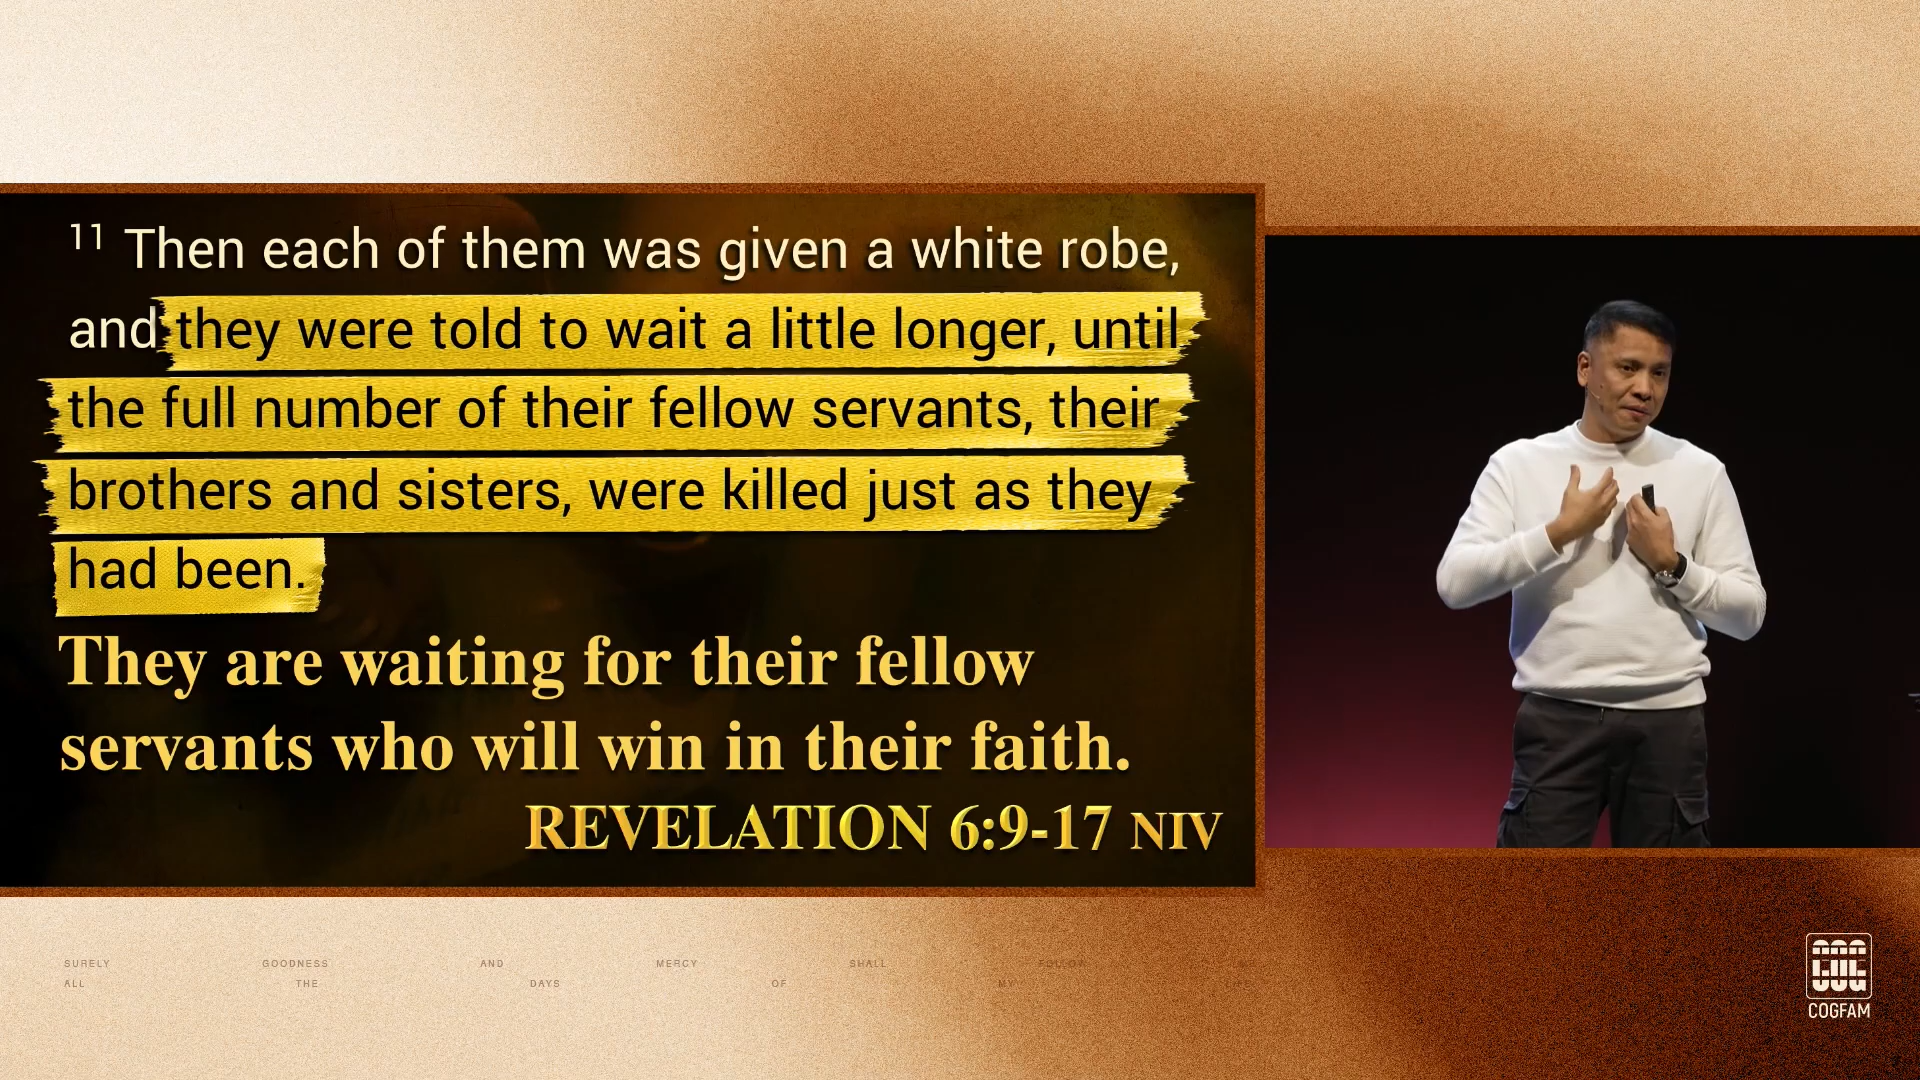 11 Then each of them was given a white robe,
and they were told to wait a little longer, until
the full number of their fellow servants, their
brothers and sisters, were killed just as they
had been.
They are waiting for their fellow
servants who will win in their faith.
REVELATION 6:9-17 NIV
SURELY GOODNESS AND MERCY SHALL FOLLOW
ALL THE DAYS OF MY
COGFAM